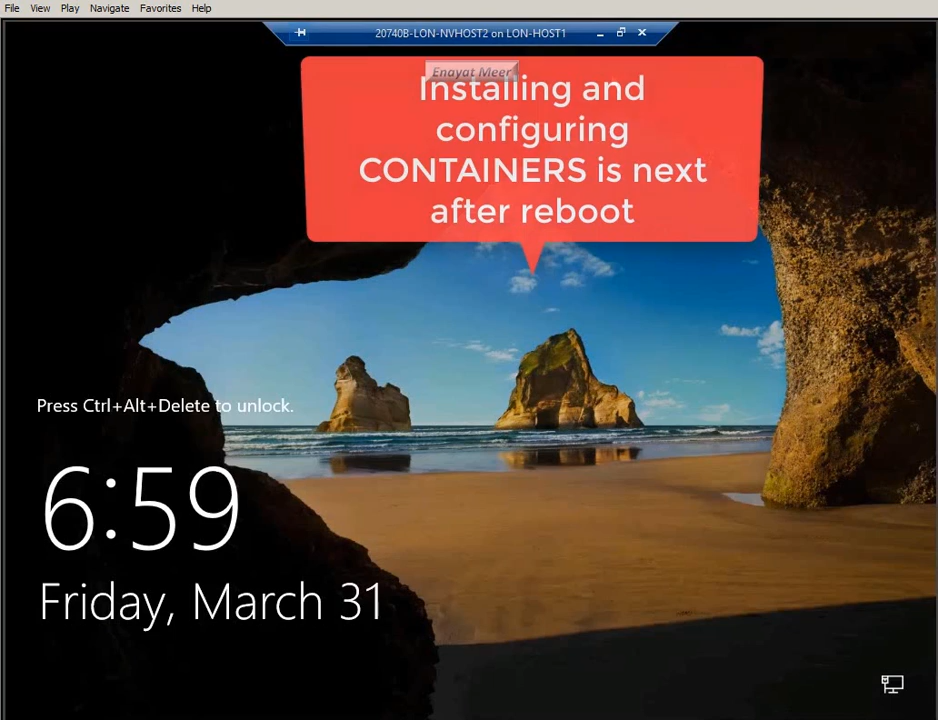 File View Play Navigate Favorites Help
20740B-LON-NVHOST2 on LON-HOST1
Enayat Meer
Installing and
configuring
CONTAINERS is next
after reboot
Press Ctrl+Alt+Delete to unlock.
6:59
Friday, March 31